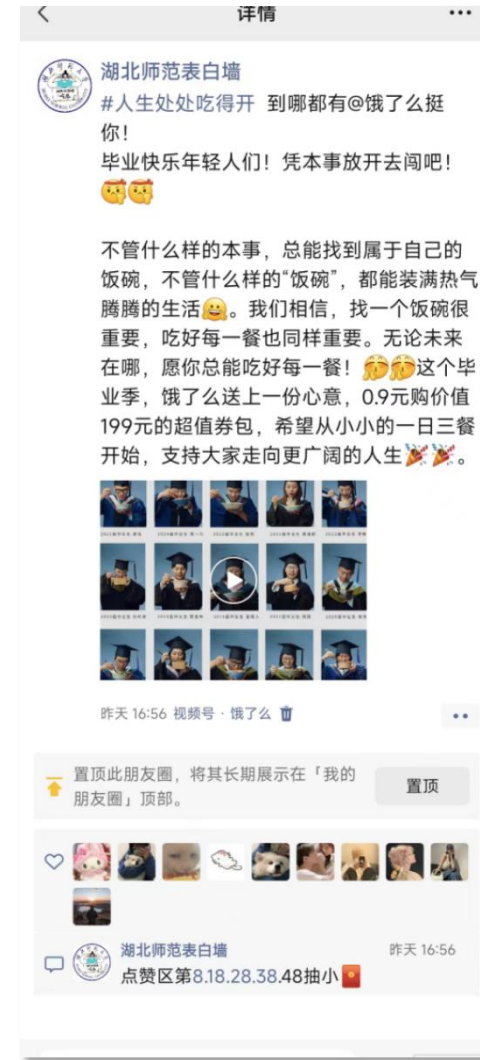 详情
湖北师范表白墙
#人生处处吃得开 到哪都有@饿了么挺
你！
毕业快乐年轻人们！凭本事放开去闯吧！
不管什么样的本事，总能找到属于自己的
饭碗，不管什么样的“饭碗”，都能装满热气
腾腾的生活。我们相信，找一个饭碗很
重要，吃好每一餐也同样重要。无论未来
在哪，愿你总能吃好每一餐！这个毕
业季，饿了么送上一份心意，0.9元购价值
199元的超值券包，希望从小小的一日三餐
开始，支持大家走向更广阔的人生。
昨天 16:56 视频号 · 饿了么
置顶此朋友圈，将其长期展示在「我的
朋友圈」顶部。
置顶
湖北师范表白墙 昨天 16:56
点赞区第8.18.28.38.48抽小